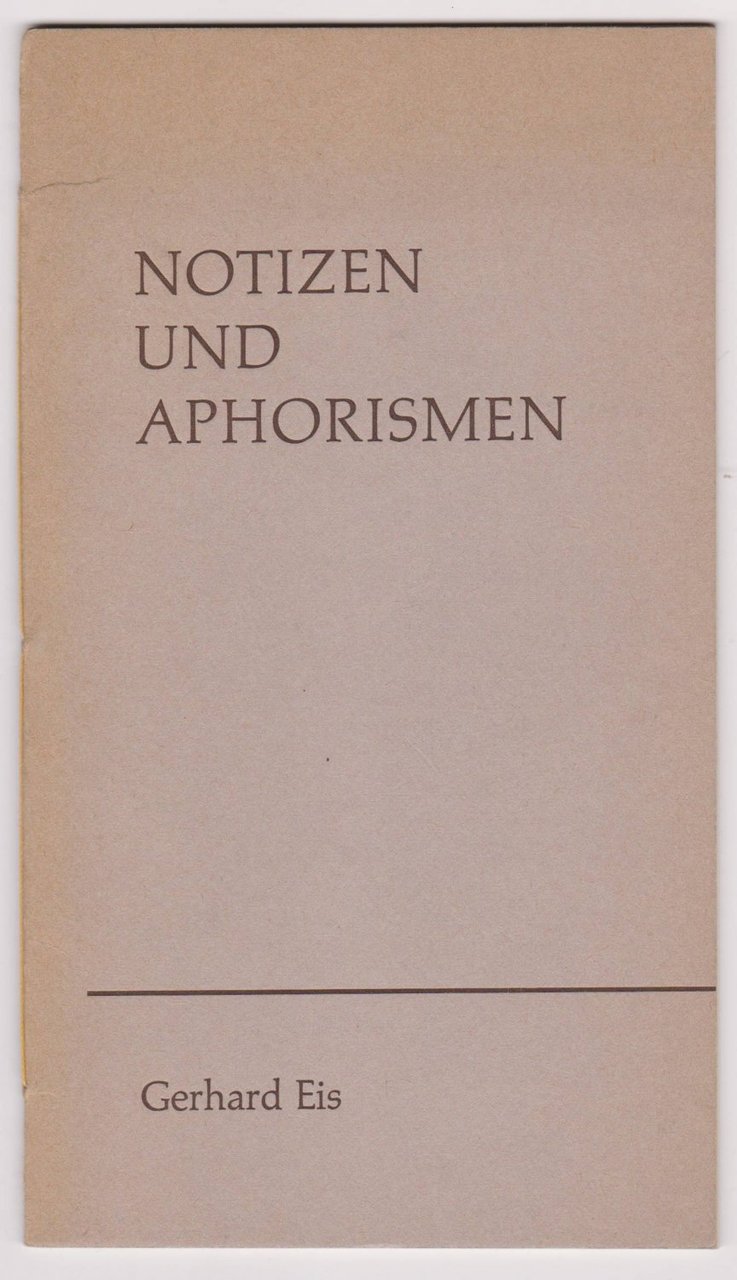 NOTIZEN
UND
APHORISMEN
Gerhard Eis